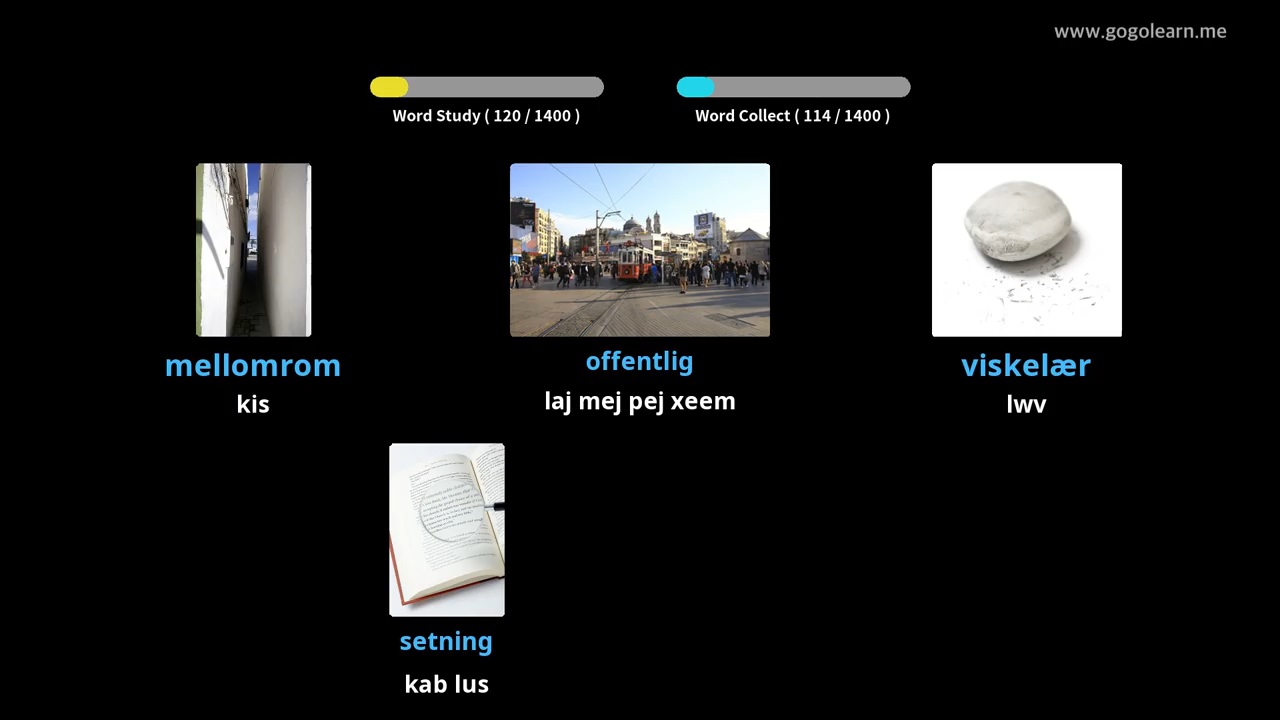 www.gogolearn.me
Word Study ( 120 / 1400 )
Word Collect ( 114 / 1400 )
mellomrom
kis
offentlig
laj mej pej xeem
viskelær
lwv
setning
kab lus